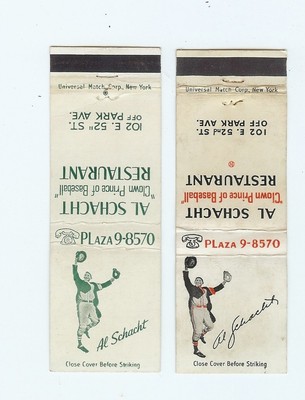 Universal Match Corp., New York
AL SCHACHT
"Clown Prince of Baseball"
RESTAURANT
102 E. 52ND ST.
OFF PARK AVE.
PLAZA 9-8570
Al Schacht
Close Cover Before Striking
Universal Match Corp., New York
AL SCHACHT
"Clown Prince of Baseball"
RESTAURANT
®
102 E. 52nd ST.
OFF PARK AVE.
PLAZA 9-8570
Al Schacht
Close Cover Before Striking